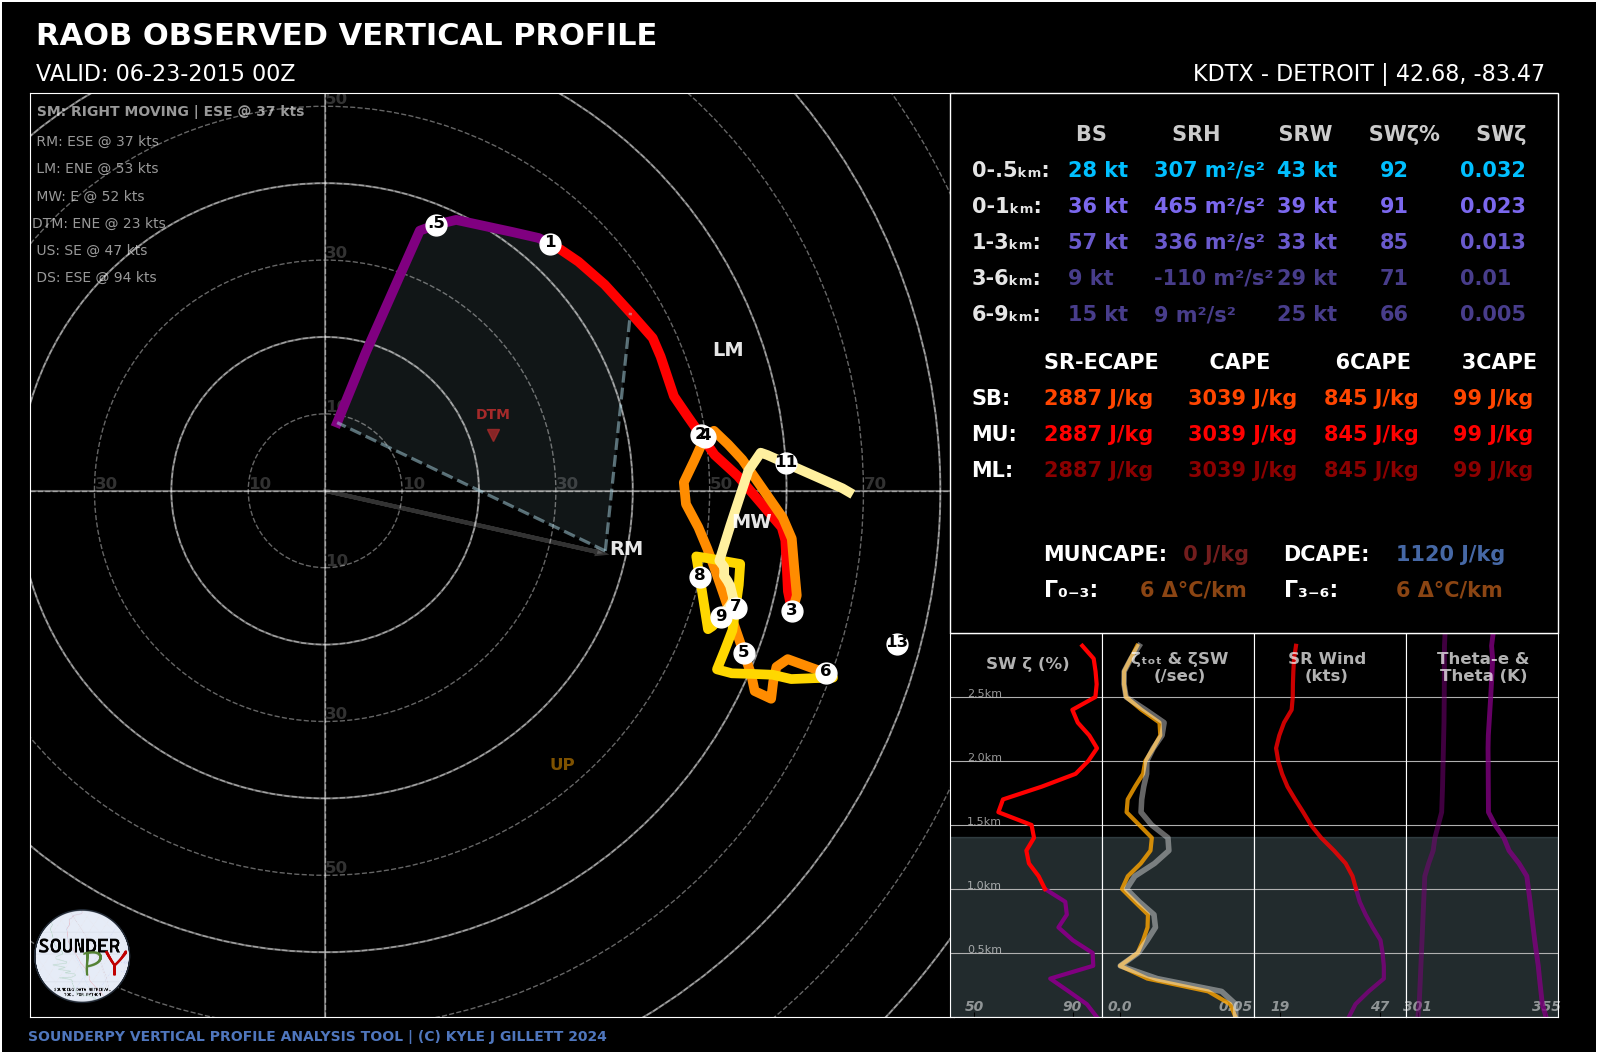 RAOB OBSERVED VERTICAL PROFILE
VALID: 06-23-2015 00Z
KDTX - DETROIT | 42.68, -83.47
SM: RIGHT MOVING | ESE @ 37 kts
RM: ESE @ 37 kts
LM: ENE @ 53 kts
MW: E @ 52 kts
DTM: ENE @ 23 kts
US: SE @ 47 kts
DS: ESE @ 94 kts
50
30
10
30
10
10
30
50
70
10
30
50
.5
1
2
4
11
3
8
7
9
5
6
13
LM
DTM
MW
RM
UP
BS SRH SRW SWζ% SWζ
0-.5ₖₘ: 28 kt 307 m²/s² 43 kt 92 0.032
0-1ₖₘ: 36 kt 465 m²/s² 39 kt 91 0.023
1-3ₖₘ: 57 kt 336 m²/s² 33 kt 85 0.013
3-6ₖₘ: 9 kt -110 m²/s² 29 kt 71 0.01
6-9ₖₘ: 15 kt 9 m²/s² 25 kt 66 0.005
SR-ECAPE CAPE 6CAPE 3CAPE
SB: 2887 J/kg 3039 J/kg 845 J/kg 99 J/kg
MU: 2887 J/kg 3039 J/kg 845 J/kg 99 J/kg
ML: 2887 J/kg 3039 J/kg 845 J/kg 99 J/kg
MUNCAPE: 0 J/kg DCAPE: 1120 J/kg
Γ₀₋₃: 6 Δ°C/km Γ₃₋₆: 6 Δ°C/km
SW ζ (%)
ζₜₒₜ & ζSW
(/sec)
SR Wind
(kts)
Theta-e &
Theta (K)
2.5km
2.0km
1.5km
1.0km
0.5km
50 90 0.0 0.05 19 47 301 355
SOUNDER
PY
SOUNDING DATA RETRIEVAL
TOOL FOR PYTHON
SOUNDERPY VERTICAL PROFILE ANALYSIS TOOL | (C) KYLE J GILLETT 2024